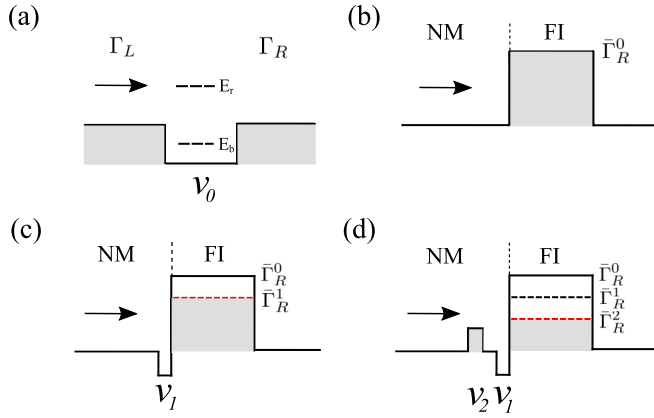 (a)
Γ_L Γ_R
E_r
E_b
v_0
(b)
NM FI
Γ̄_R^0
(c)
NM FI
Γ̄_R^0
Γ̄_R^1
v_1
(d)
NM FI
Γ̄_R^0
Γ̄_R^1
Γ̄_R^2
v_2 v_1